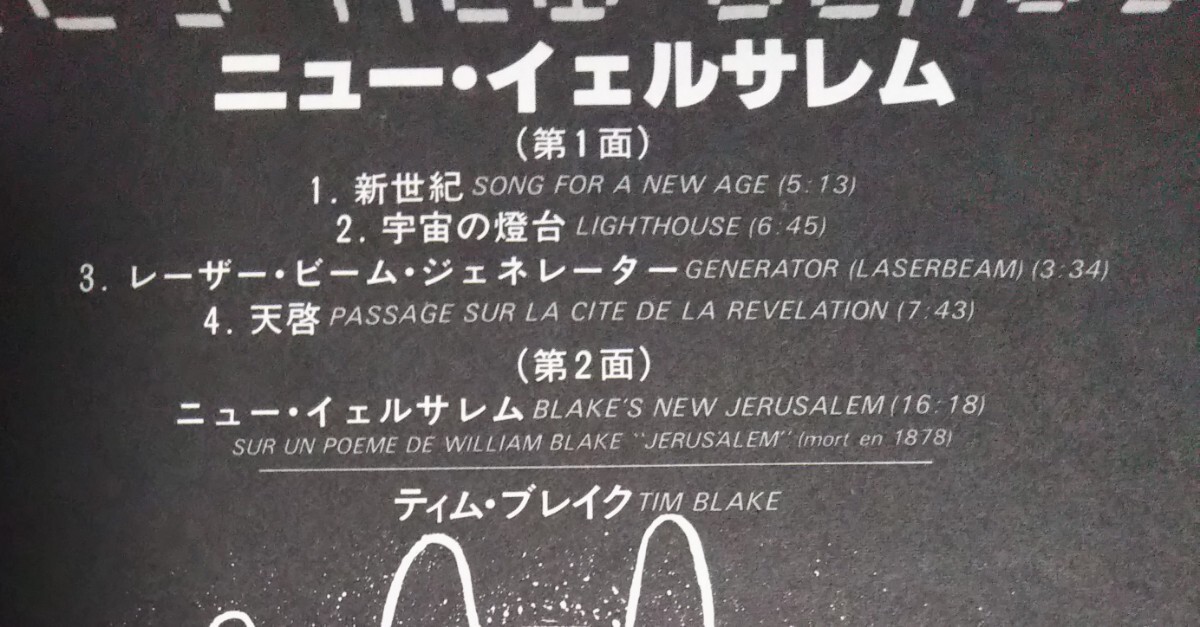 ニュー・イェルサレム
(第1面)
1. 新世紀 SONG FOR A NEW AGE (5:13)
2. 宇宙の燈台 LIGHTHOUSE (6:45)
3. レーザー・ビーム・ジェネレーター GENERATOR (LASERBEAM) (3:34)
4. 天啓 PASSAGE SUR LA CITE DE LA REVELATION (7:43)
(第2面)
ニュー・イェルサレム BLAKE'S NEW JERUSALEM (16:18)
SUR UN POEME DE WILLIAM BLAKE "JERUSALEM" (mort en 1878)
ティム・ブレイク TIM BLAKE